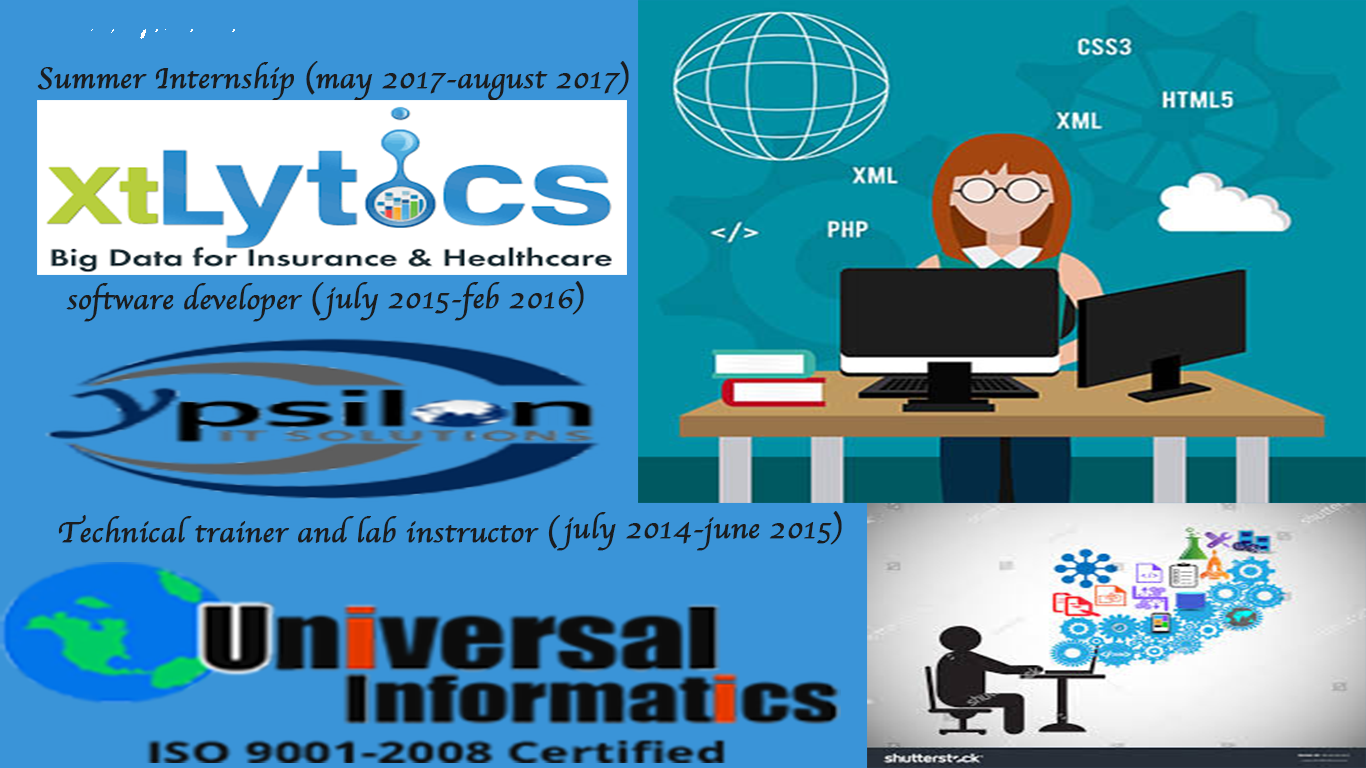 Summer Internship (may 2017-august 2017)
xtLytics
Big Data for Insurance & Healthcare
software developer (july 2015-feb 2016)
ypsilon
IT SOLUTIONS
Technical trainer and lab instructor (july 2014-june 2015)
Universal
Informatics
ISO 9001-2008 Certified
CSS3
HTML5
XML
XML
</> PHP
shutterstock